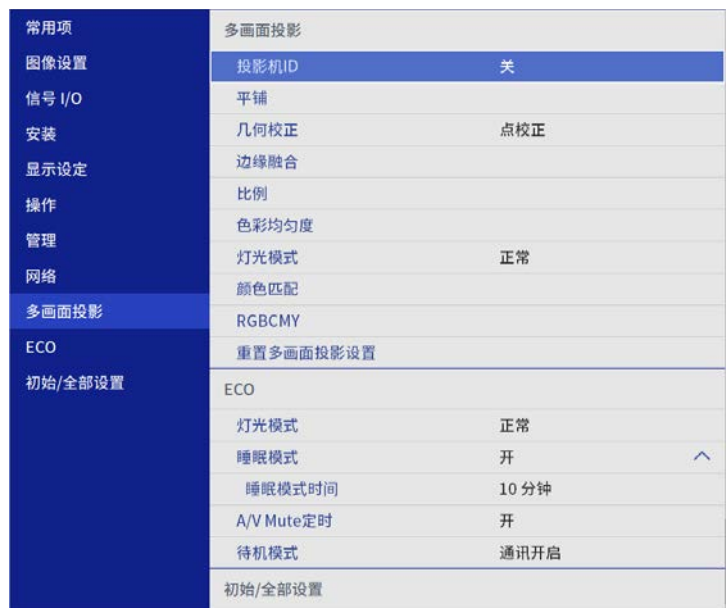 常用项
图像设置
信号 I/O
安装
显示设定
操作
管理
网络
多画面投影
ECO
初始/全部设置
多画面投影
投影机ID 关
平铺
几何校正 点校正
边缘融合
比例
色彩均匀度
灯光模式 正常
颜色匹配
RGBCMY
重置多画面投影设置
ECO
灯光模式 正常
睡眠模式 开
睡眠模式时间 10 分钟
A/V Mute定时 开
待机模式 通讯开启
初始/全部设置